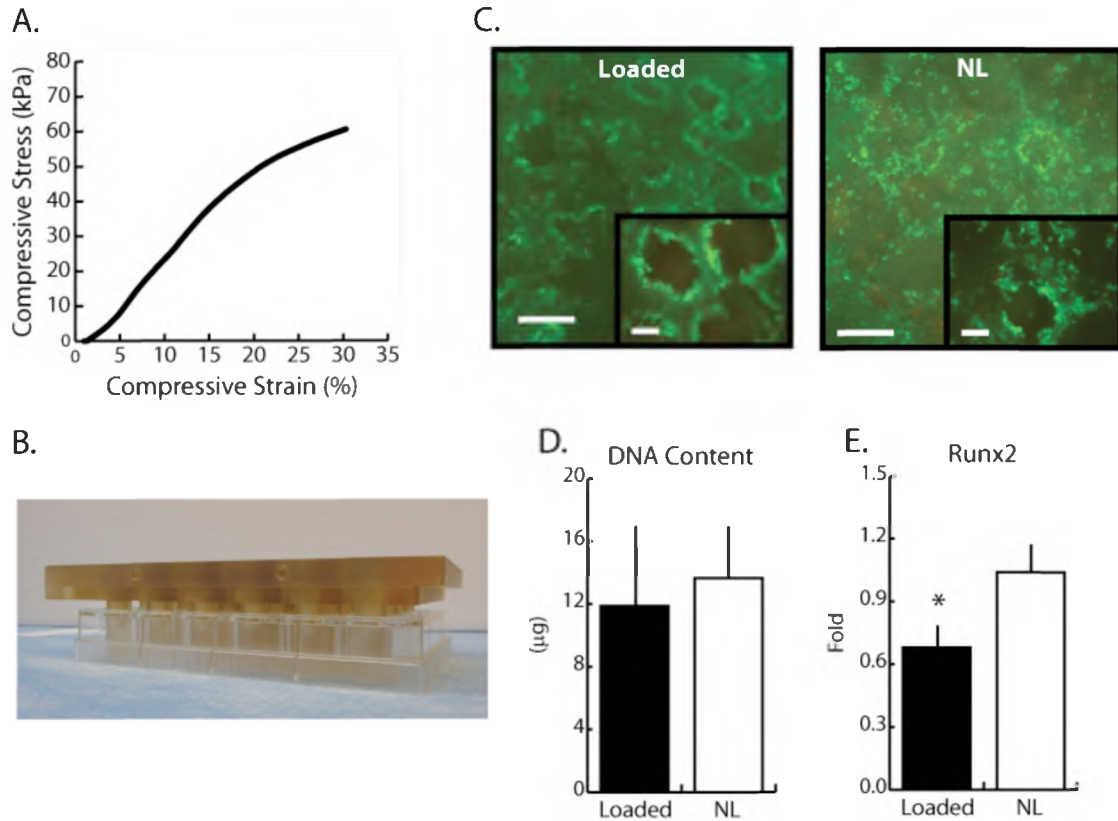 A.
80
70
60
50
40
30
20
10
0
0 5 10 15 20 25 30 35
Compressive Stress (kPa)
Compressive Strain (%)
B.
C.
Loaded
NL
D.
DNA Content
20
16
12
8
4
0
(µg)
Loaded NL
E.
Runx2
1.5
1.2
0.9
0.6
0.3
0.0
Fold
*
Loaded NL